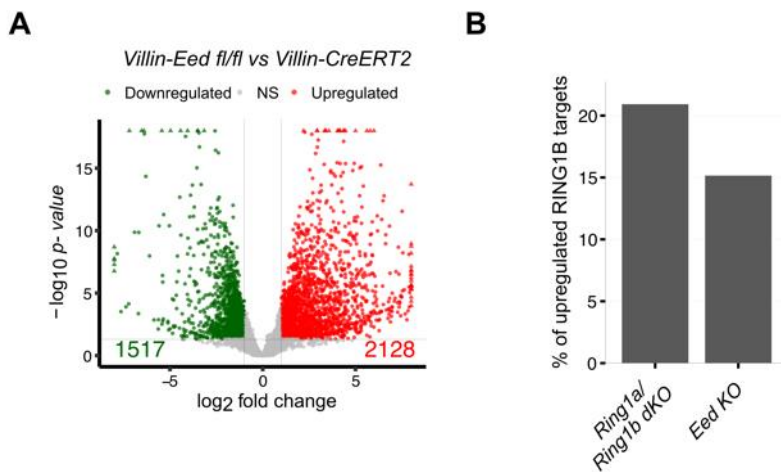 A
Villin-Eed fl/fl vs Villin-CreERT2
Downregulated NS Upregulated
−log10 p- value
15
10
5
0
1517
2128
−5 0 5
log2 fold change
B
% of upregulated RING1B targets
20
15
10
5
0
Ring1a/
Ring1b dKO
Eed KO